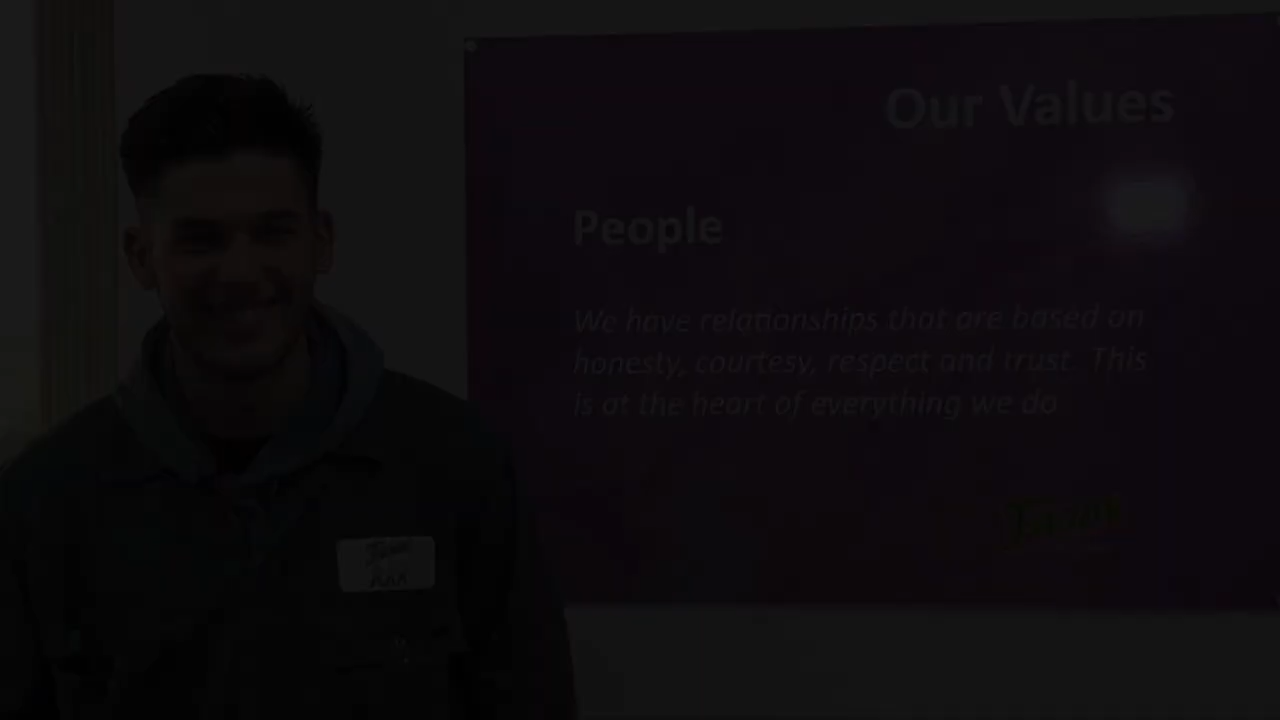 Our Values
People
We have relationships that are based on
honesty, courtesy, respect and trust. This
is at the heart of everything we do